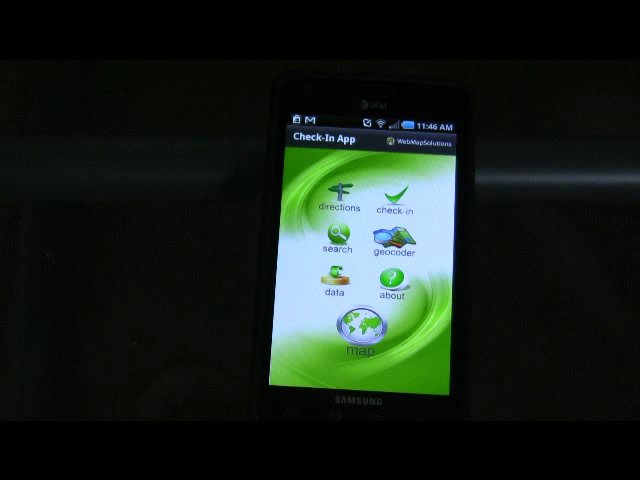 at&t
11:46 AM
Check-In App
WebMapSolutions
directions
check-in
search
geocoder
data
about
map
SAMSUNG